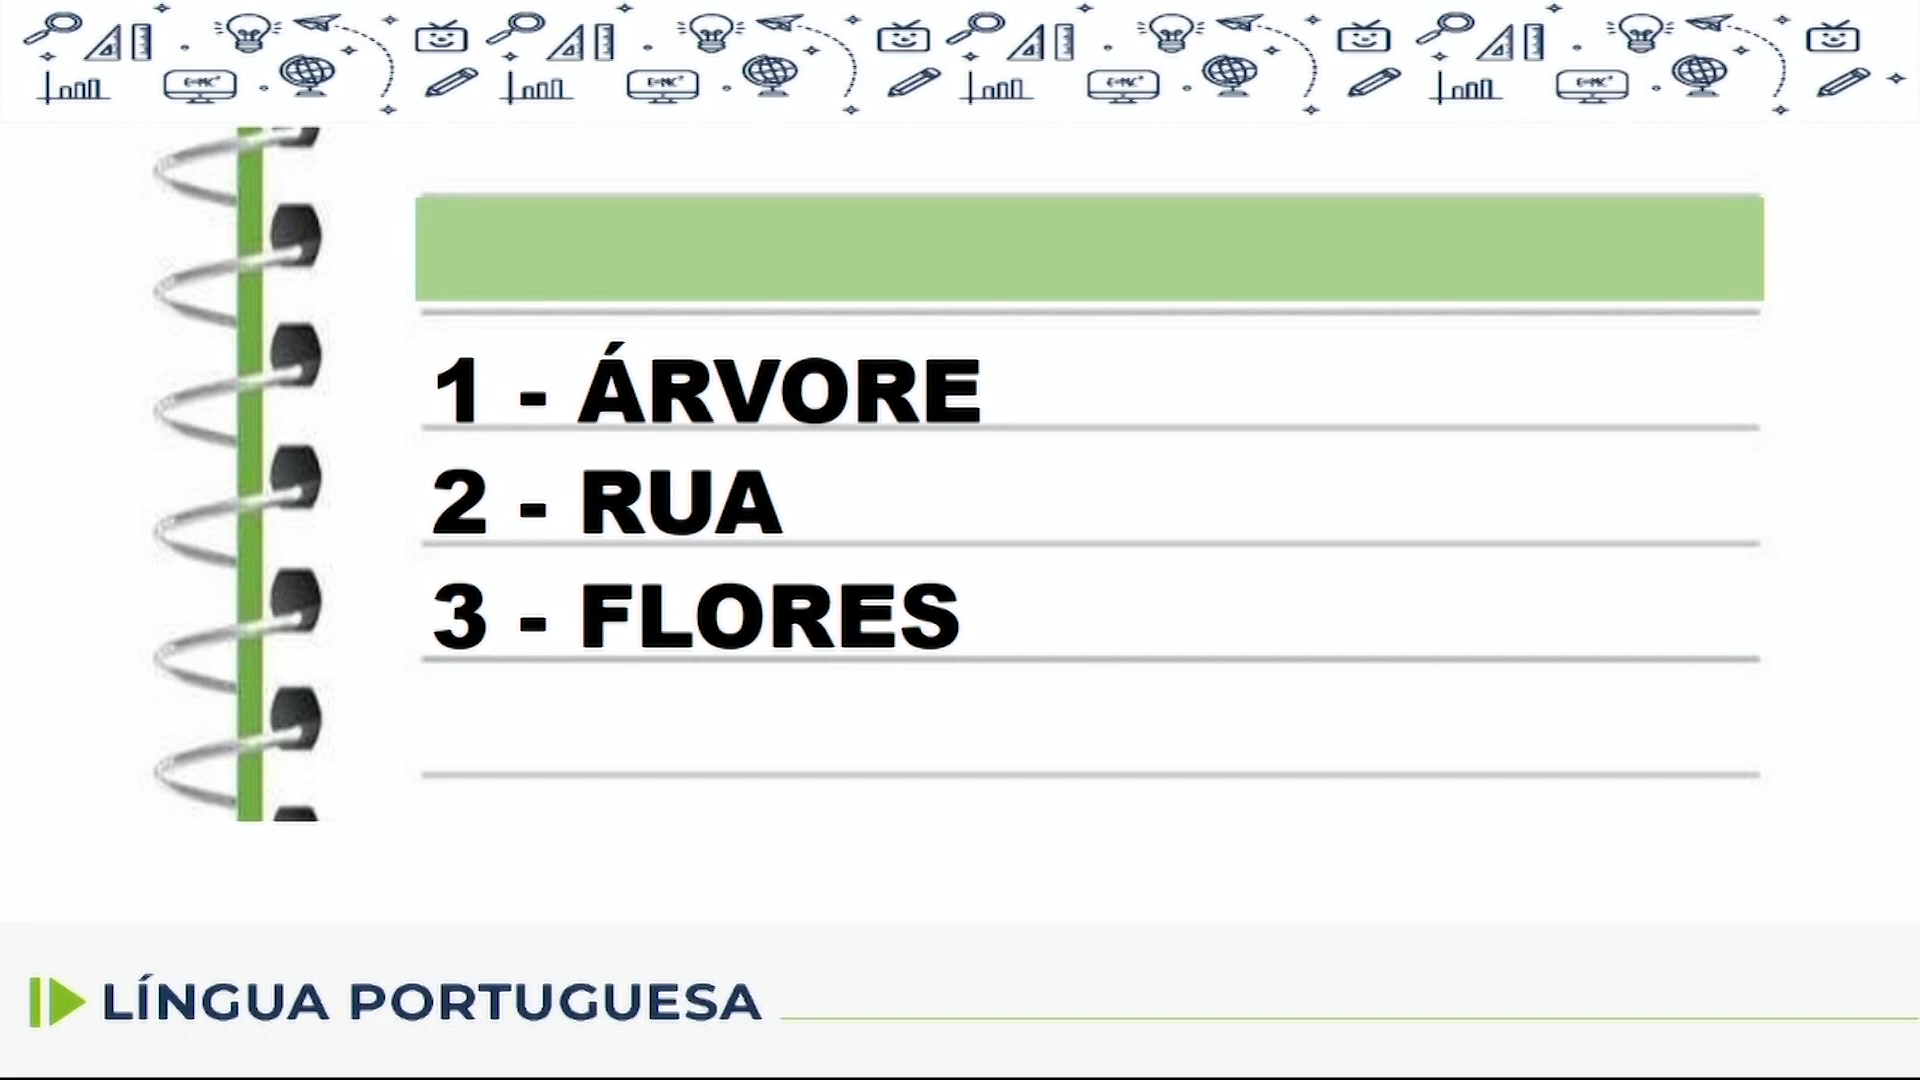 1 - ÁRVORE
2 - RUA
3 - FLORES
LÍNGUA PORTUGUESA